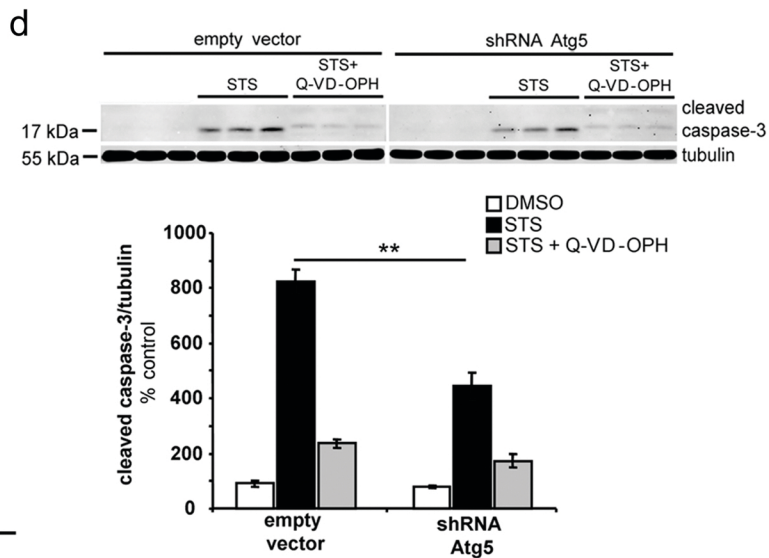 d
empty vector
shRNA Atg5
STS
STS+
Q-VD-OPH
STS
STS+
Q-VD-OPH
17 kDa
cleaved
caspase-3
55 kDa
tubulin
DMSO
STS
STS + Q-VD-OPH
**
cleaved caspase-3/tubulin
% control
1000
800
600
400
200
0
empty
vector
shRNA
Atg5